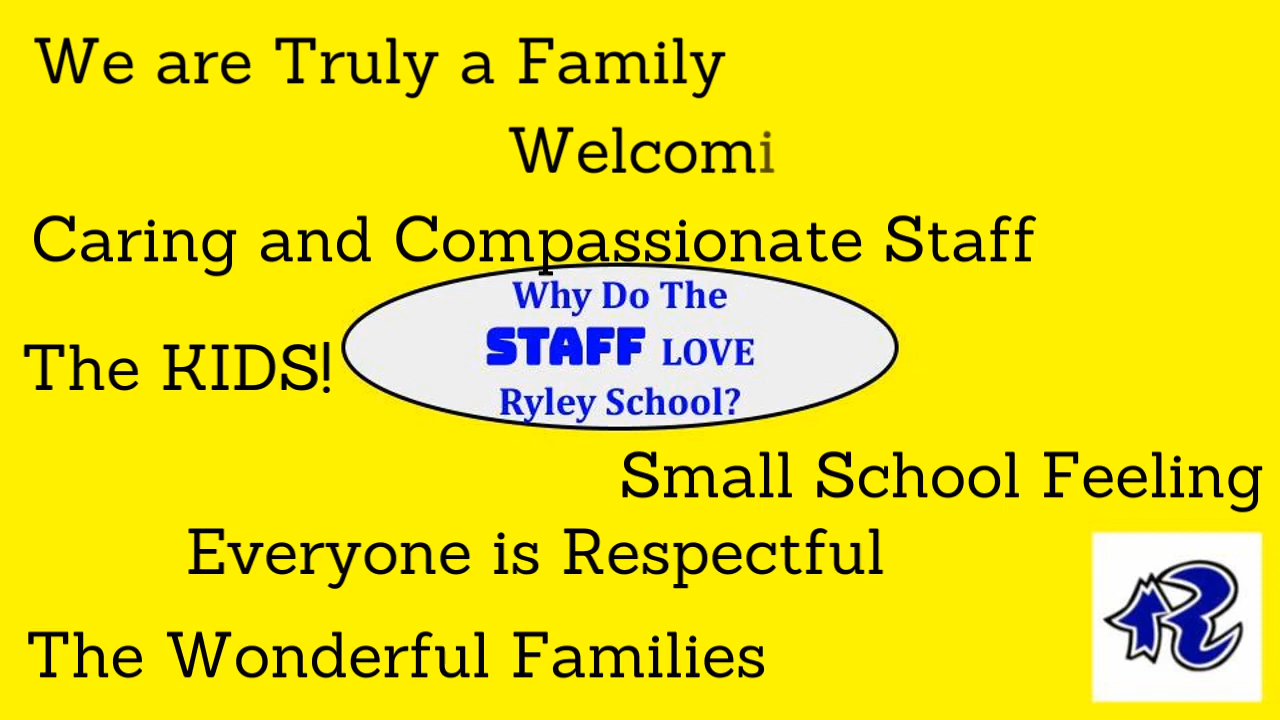 We are Truly a Family
Welcomi
Caring and Compassionate Staff
Why Do The
STAFF LOVE
Ryley School?
The KIDS!
Small School Feeling
Everyone is Respectful
The Wonderful Families
R